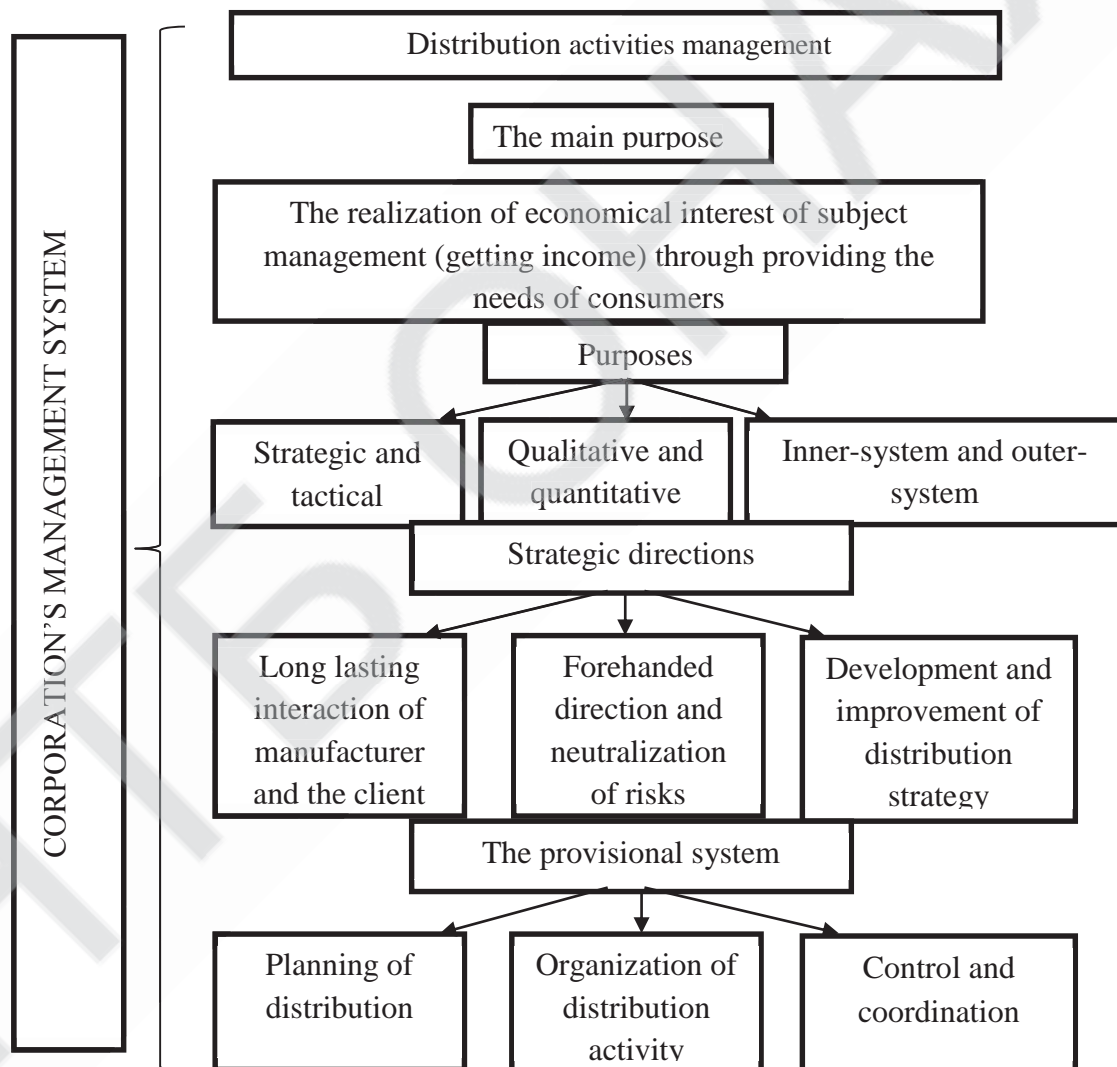 CORPORATION’S MANAGEMENT SYSTEM
Distribution activities management
The main purpose
The realization of economical interest of subject
management (getting income) through providing the
needs of consumers
Purposes
Strategic and
tactical
Qualitative and
quantitative
Inner-system and outer-
system
Strategic directions
Long lasting
interaction of
manufacturer
and the client
Forehanded
direction and
neutralization
of risks
Development and
improvement of
distribution
strategy
The provisional system
Planning of
distribution
Organization of
distribution
activity
Control and
coordination